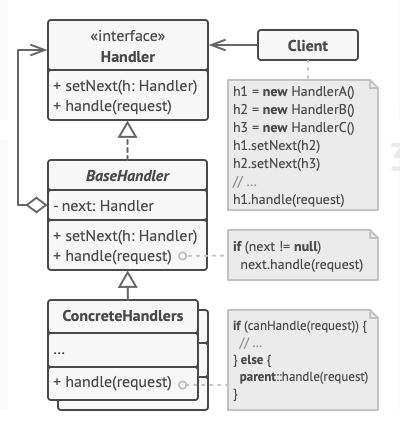 «interface»
Handler
+ setNext(h: Handler)
+ handle(request)
Client
h1 = new HandlerA()
h2 = new HandlerB()
h3 = new HandlerC()
h1.setNext(h2)
h2.setNext(h3)
// ...
h1.handle(request)
BaseHandler
- next: Handler
+ setNext(h: Handler)
+ handle(request)
if (next != null)
next.handle(request)
ConcreteHandlers
...
+ handle(request)
if (canHandle(request)) {
// ...
} else {
parent::handle(request)
}